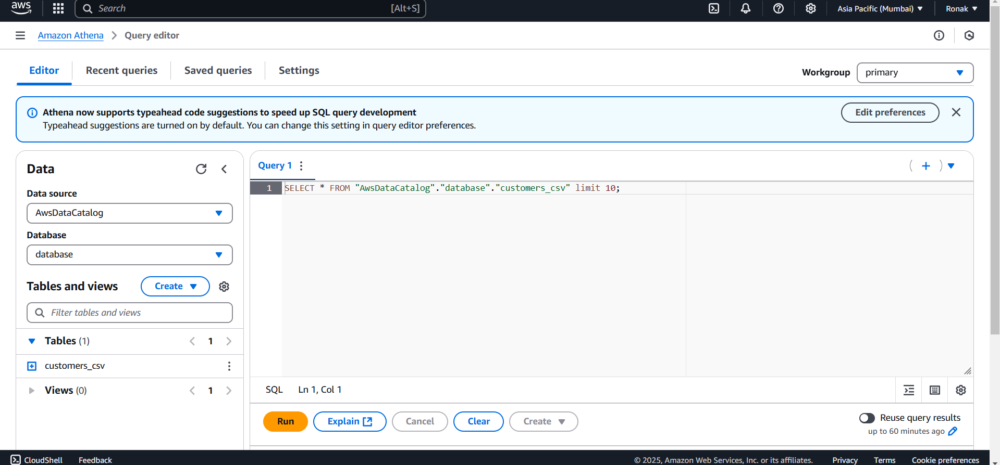 aws
Search [Alt+S]
Asia Pacific (Mumbai)
Ronak
Amazon Athena
Query editor
Editor
Recent queries
Saved queries
Settings
Workgroup
primary
Athena now supports typeahead code suggestions to speed up SQL query development
Typeahead suggestions are turned on by default. You can change this setting in query editor preferences.
Edit preferences
Data
Data source
AwsDataCatalog
Database
database
Tables and views
Create
Filter tables and views
Tables (1)
1
customers_csv
Views (0)
1
Query 1
1 SELECT * FROM "AwsDataCatalog"."database"."customers_csv" limit 10;
SQL
Ln 1, Col 1
Run
Explain
Cancel
Clear
Create
Reuse query results
up to 60 minutes ago
CloudShell
Feedback
© 2025, Amazon Web Services, Inc. or its affiliates.
Privacy
Terms
Cookie preferences